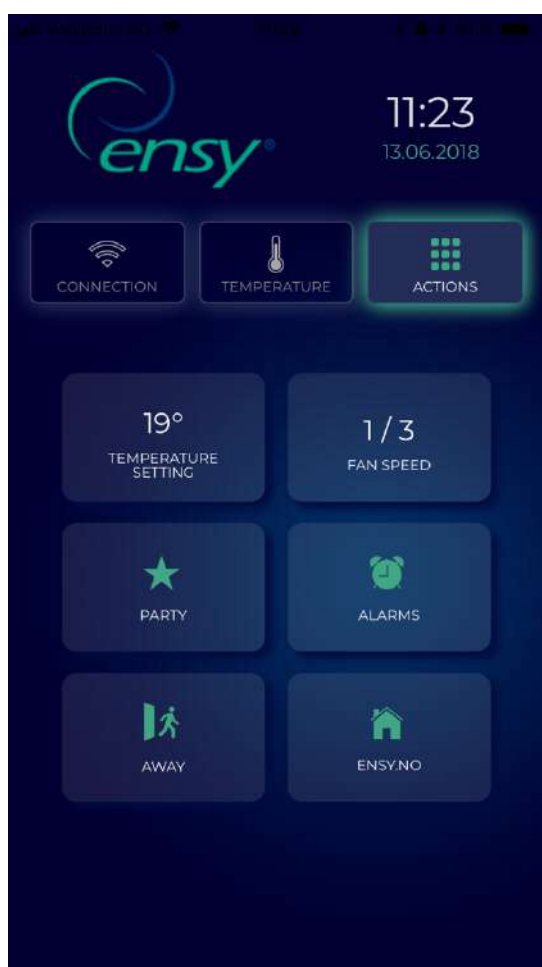 ensy®
11:23
13.06.2018
CONNECTION
TEMPERATURE
ACTIONS
19°
TEMPERATURE
SETTING
1 / 3
FAN SPEED
PARTY
ALARMS
AWAY
ENSY.NO